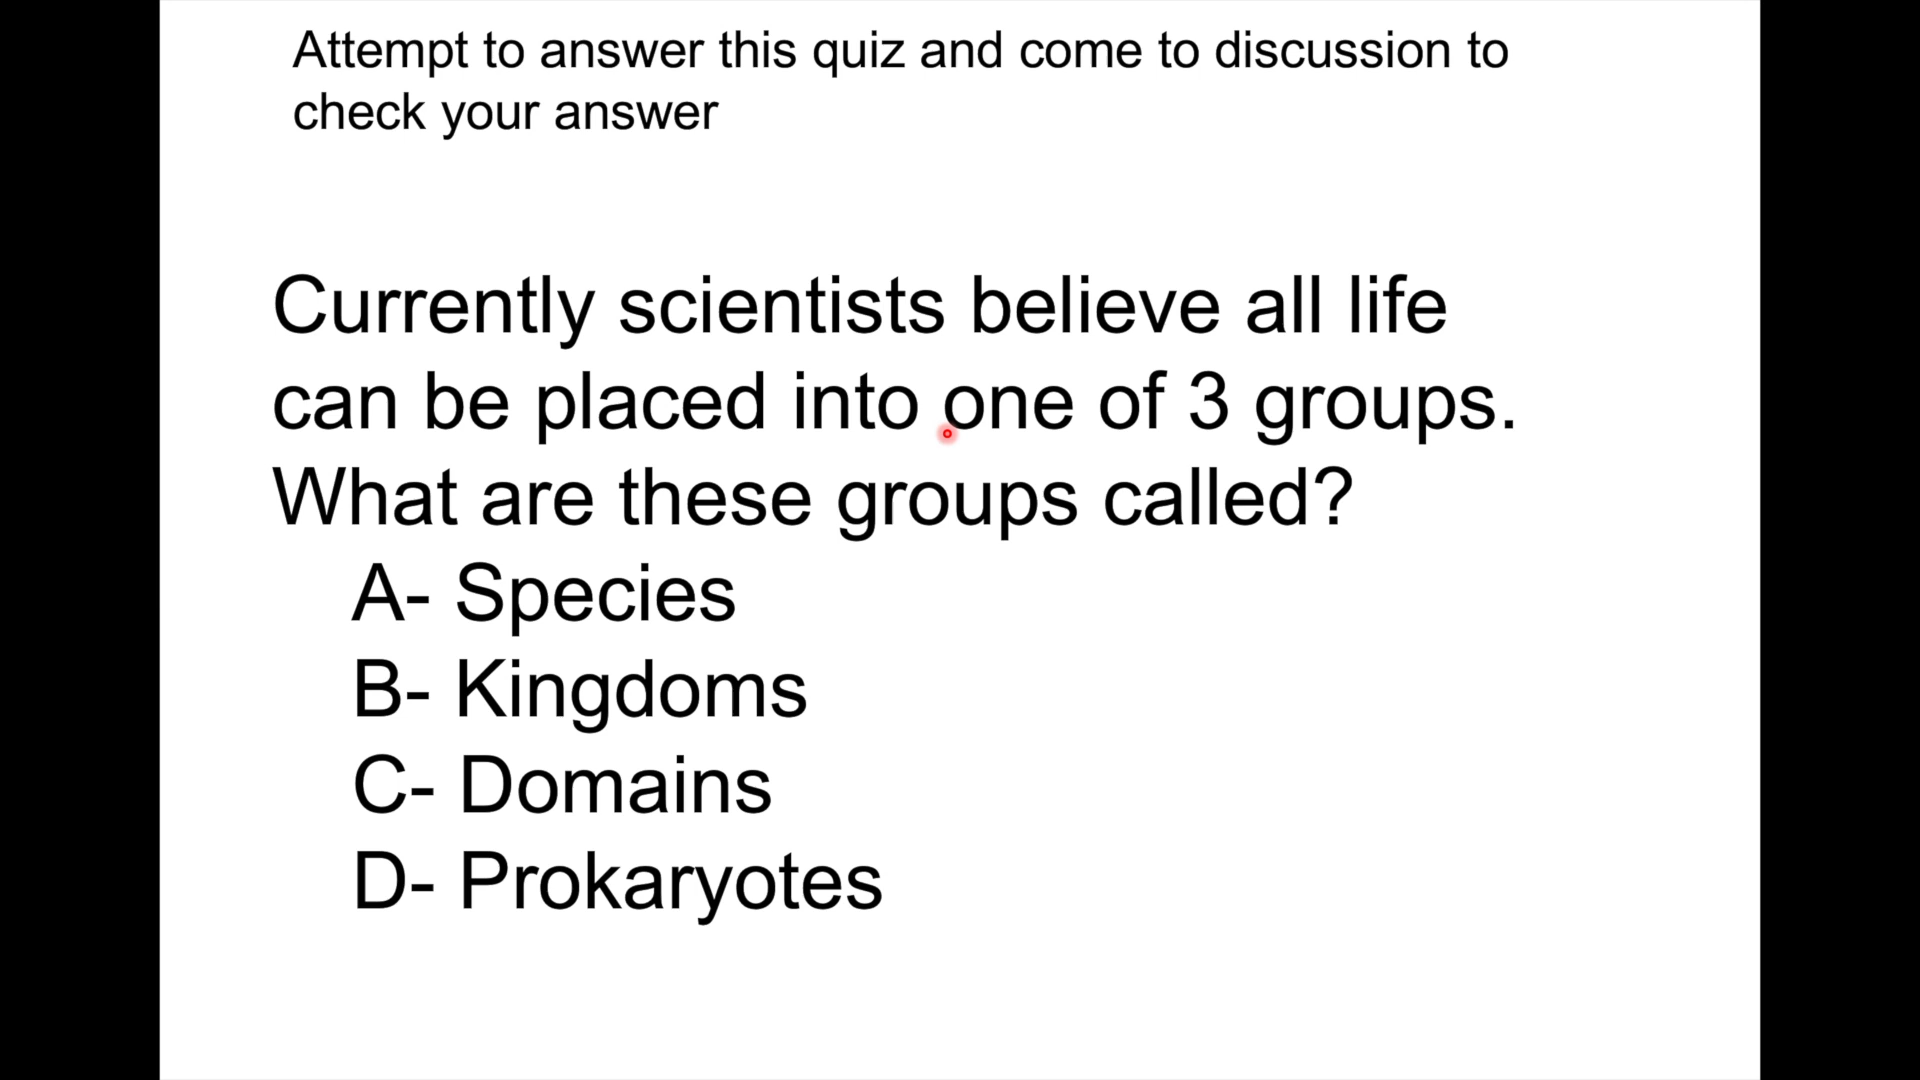 Attempt to answer this quiz and come to discussion to
check your answer
Currently scientists believe all life
can be placed into one of 3 groups.
What are these groups called?
A- Species
B- Kingdoms
C- Domains
D- Prokaryotes